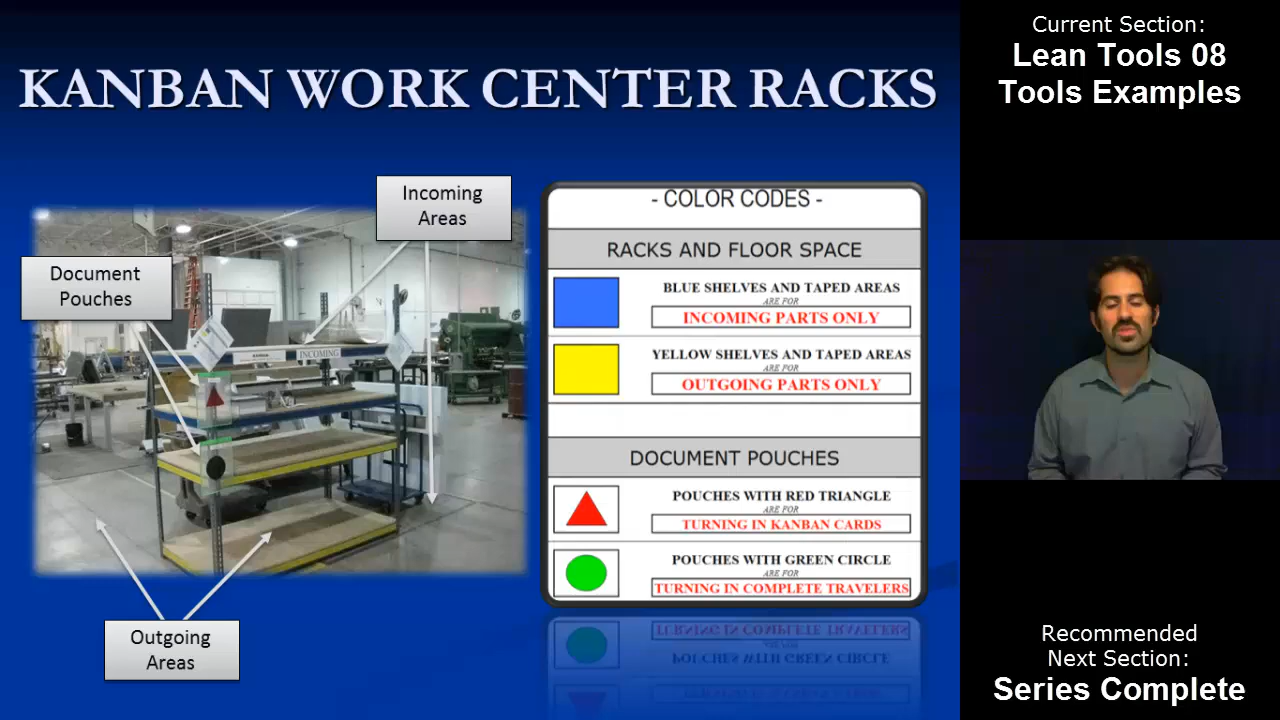 KANBAN WORK CENTER RACKS
Incoming
Areas
Document
Pouches
INCOMING
Outgoing
Areas
- COLOR CODES -
RACKS AND FLOOR SPACE
BLUE SHELVES AND TAPED AREAS
ARE FOR
INCOMING PARTS ONLY
YELLOW SHELVES AND TAPED AREAS
ARE FOR
OUTGOING PARTS ONLY
DOCUMENT POUCHES
POUCHES WITH RED TRIANGLE
ARE FOR
TURNING IN KANBAN CARDS
POUCHES WITH GREEN CIRCLE
ARE FOR
TURNING IN COMPLETE TRAVELERS
Current Section:
Lean Tools 08
Tools Examples
Recommended
Next Section:
Series Complete